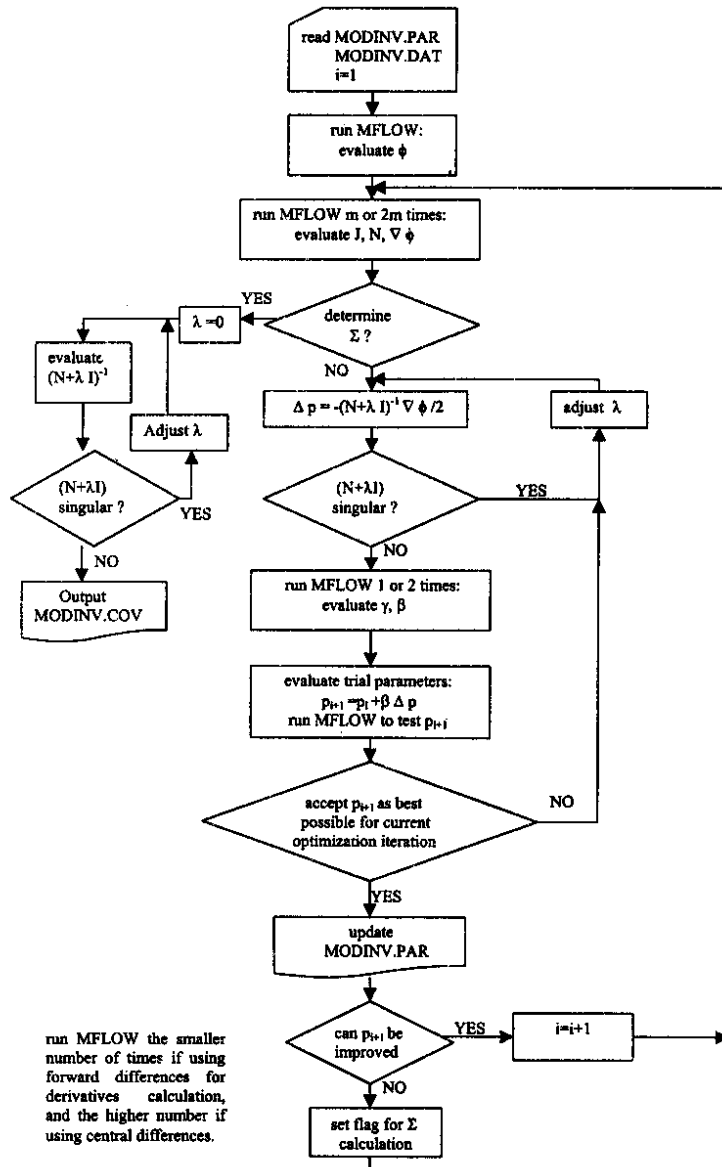 read MODINV.PAR
MODINV.DAT
i=1
run MFLOW:
evaluate ϕ
run MFLOW m or 2m times:
evaluate J, N, ∇ ϕ
determine
Σ ?
YES
λ =0
evaluate
(N+λ I)⁻¹
Adjust λ
(N+λI)
singular ?
YES
NO
Output
MODINV.COV
NO
Δ p = -(N+λ I)⁻¹ ∇ ϕ /2
adjust λ
(N+λI)
singular ?
YES
NO
run MFLOW 1 or 2 times:
evaluate γ, β
evaluate trial parameters:
pᵢ₊₁ =pᵢ +β Δ p
run MFLOW to test pᵢ₊ᵢ
accept pᵢ₊₁ as best
possible for current
optimization iteration
NO
YES
update
MODINV.PAR
can pᵢ₊₁ be
improved
YES
i=i+1
NO
set flag for Σ
calculation
run MFLOW the smaller
number of times if using
forward differences for
derivatives calculation,
and the higher number if
using central differences.